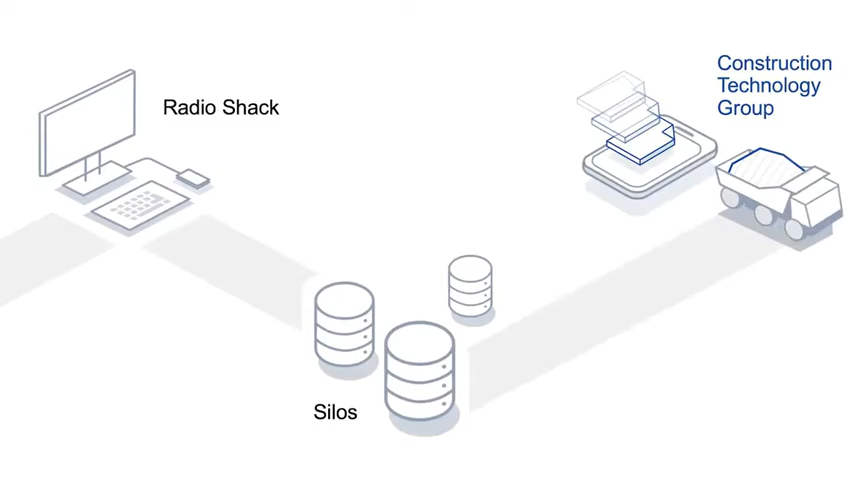 Radio Shack
Silos
Construction
Technology
Group